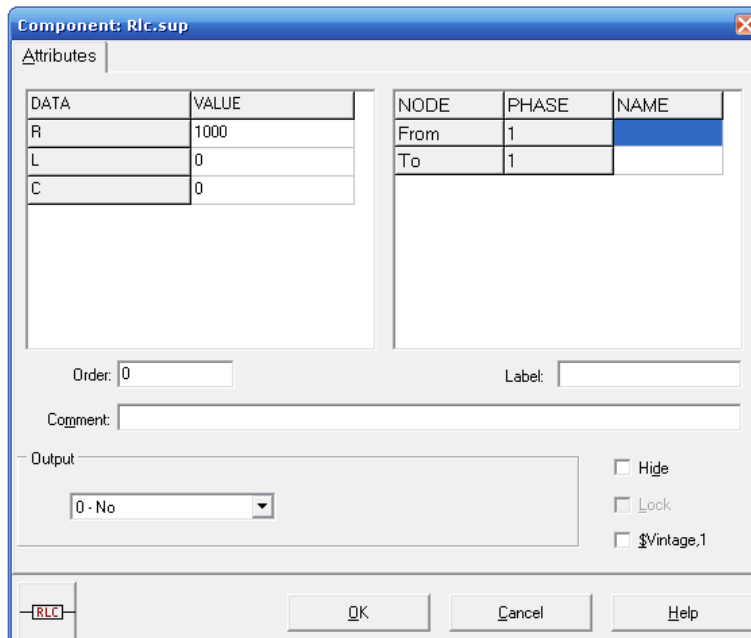 Component: Rlc.sup
Attributes
DATA VALUE
R 1000
L 0
C 0
NODE PHASE NAME
From 1
To 1
Order: 0
Label:
Comment:
Output
0 - No
Hide
Lock
$Vintage,1
RLC
OK
Cancel
Help